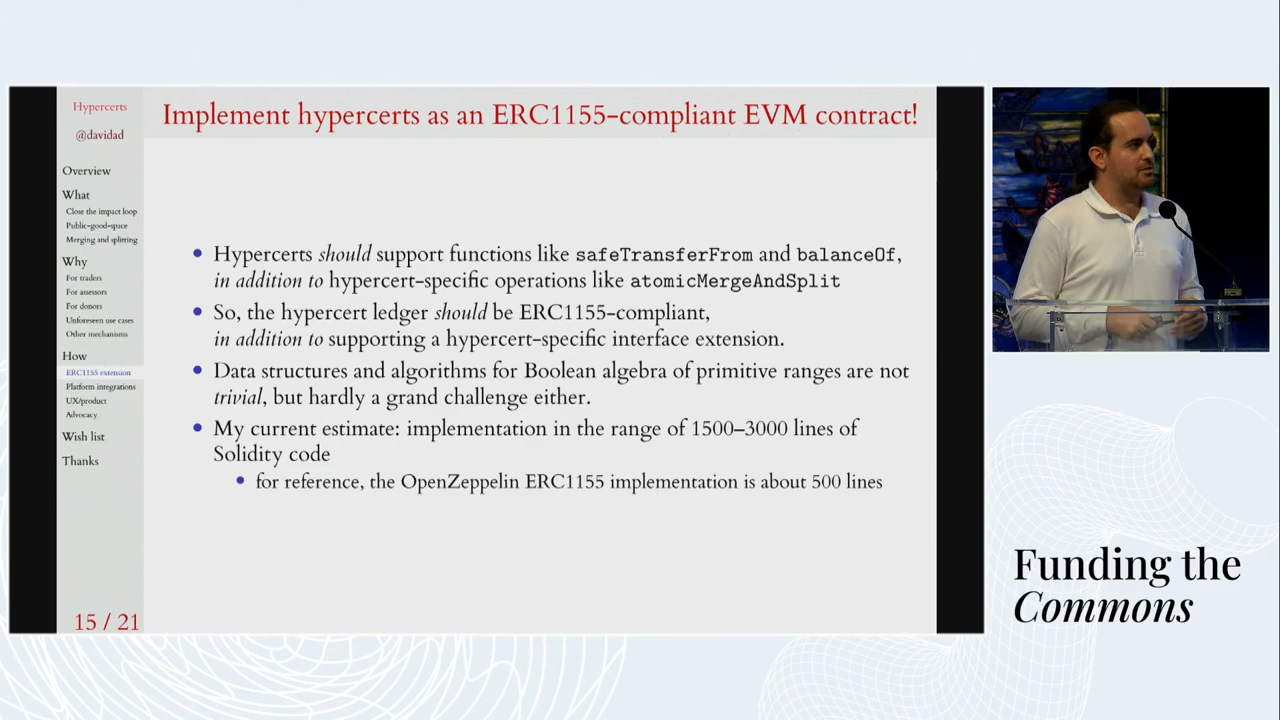 Hypercerts
@davidad
Overview
What
Close the impact loop
Public-good-space
Merging and splitting
Why
For traders
For assessors
For donors
Unforeseen use cases
Other mechanisms
How
ERC1155 extension
Platform integrations
UX/product
Advocacy
Wish list
Thanks
15 / 21
Implement hypercerts as an ERC1155-compliant EVM contract!
• Hypercerts should support functions like safeTransferFrom and balanceOf,
in addition to hypercert-specific operations like atomicMergeAndSplit
• So, the hypercert ledger should be ERC1155-compliant,
in addition to supporting a hypercert-specific interface extension.
• Data structures and algorithms for Boolean algebra of primitive ranges are not
trivial, but hardly a grand challenge either.
• My current estimate: implementation in the range of 1500–3000 lines of
Solidity code
• for reference, the OpenZeppelin ERC1155 implementation is about 500 lines
Funding the
Commons